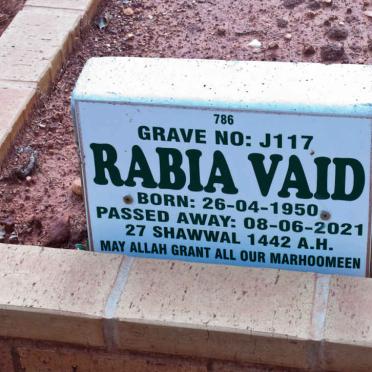 786
GRAVE NO: J117
RABIA VAID
BORN: 26-04-1950
PASSED AWAY: 08-06-2021
27 SHAWWAL 1442 A.H.
MAY ALLAH GRANT ALL OUR MARHOOMEEN